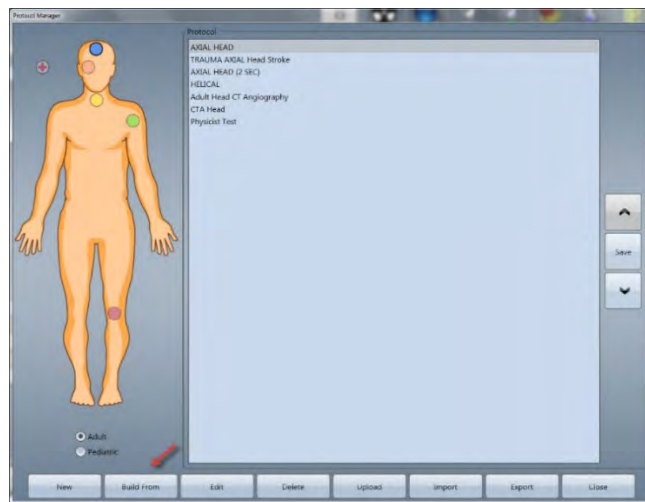 Protocol Manager
Protocol
AXIAL HEAD
TRAUMA AXIAL Head Stroke
AXIAL HEAD (2 SEC)
HELICAL
Adult Head CT Angiography
CTA Head
Physicist Test
Save
Adult
Pediatric
New
Build From
Edit
Delete
Upload
Import
Export
Close